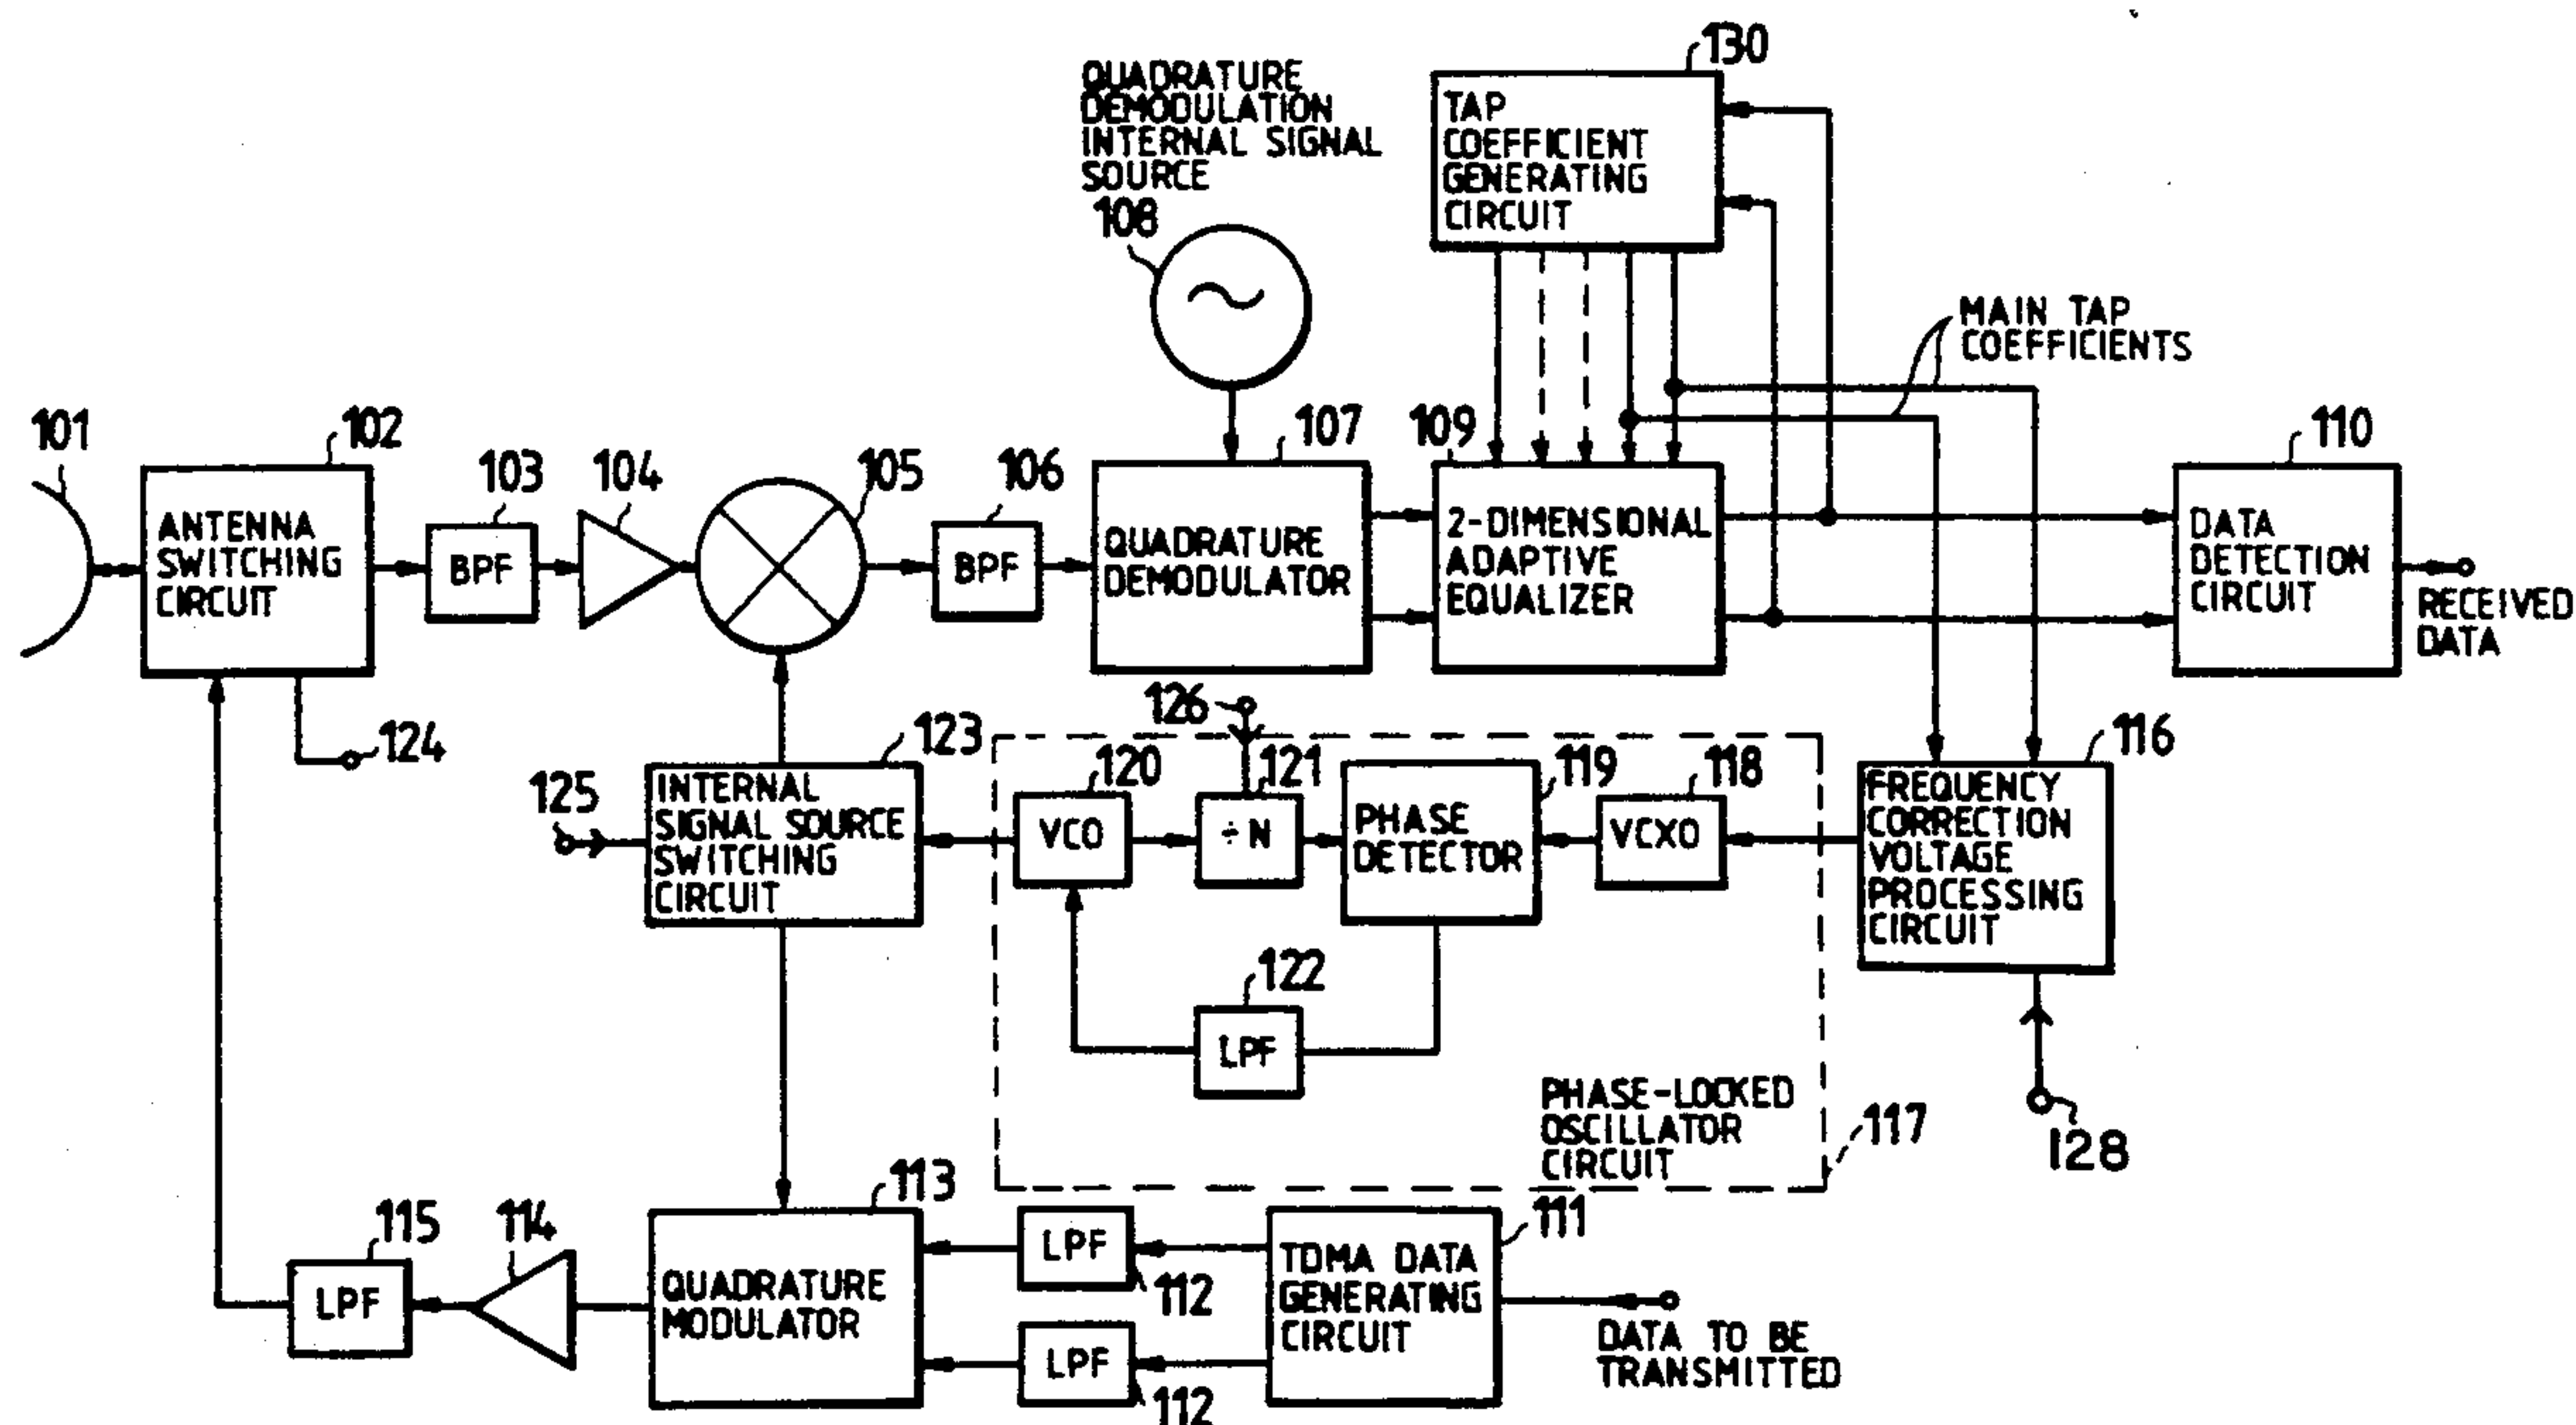 130
QUADRATURE
DEMODULATION
INTERNAL SIGNAL
SOURCE
108
TAP
COEFFICIENT
GENERATING
CIRCUIT
MAIN TAP
COEFFICIENTS
101
102
103
104
105
106
107
109
110
ANTENNA
SWITCHING
CIRCUIT
BPF
BPF
QUADRATURE
DEMODULATOR
2-DIMENSIONAL
ADAPTIVE
EQUALIZER
DATA
DETECTION
CIRCUIT
RECEIVED
DATA
124
123
126
125
INTERNAL
SIGNAL SOURCE
SWITCHING
CIRCUIT
120
VCO
121
÷N
119
PHASE
DETECTOR
118
VCXO
116
FREQUENCY
CORRECTION
VOLTAGE
PROCESSING
CIRCUIT
122
LPF
PHASE-LOCKED
OSCILLATOR
CIRCUIT
117
128
115
LPF
114
113
QUADRATURE
MODULATOR
LPF
112
LPF
112
111
TDMA DATA
GENERATING
CIRCUIT
DATA TO BE
TRANSMITTED